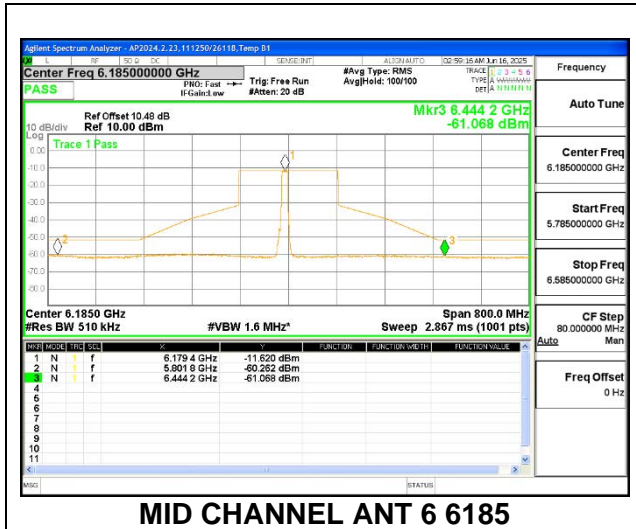 Agilent Spectrum Analyzer - AP2024.2.23,111250/26118,Temp B1
L RF 50 Ω DC SENSE:INT ALIGN AUTO 02:59:16 AM Jun 16, 2025
Center Freq 6.185000000 GHz
#Avg Type: RMS
TRACE 1 2 3 4 5 6
PASS
PNO: Fast
Trig: Free Run
Avg|Hold: 100/100
TYPE A
IFGain:Low
#Atten: 20 dB
DET A N N N N N
Frequency
Auto Tune
Center Freq
6.185000000 GHz
Start Freq
5.785000000 GHz
Stop Freq
6.585000000 GHz
CF Step
80.000000 MHz
Auto Man
Freq Offset
0 Hz
Mkr3 6.444 2 GHz
-61.068 dBm
Ref Offset 10.48 dB
10 dB/div Ref 10.00 dBm
Log
Trace 1 Pass
0.00
-10.0
-20.0
-30.0
-40.0
-50.0
-60.0
-70.0
-80.0
1
2
3
Center 6.1850 GHz
Span 800.0 MHz
#Res BW 510 kHz
#VBW 1.6 MHz*
Sweep 2.867 ms (1001 pts)
MKR MODE TRC SCL X Y FUNCTION FUNCTION WIDTH FUNCTION VALUE
1 N 1 f 6.179 4 GHz -11.620 dBm
2 N 1 f 5.801 8 GHz -60.262 dBm
3 N 1 f 6.444 2 GHz -61.068 dBm
4
5
6
6
7
8
9
10
11
MSG
STATUS
MID CHANNEL ANT 6 6185